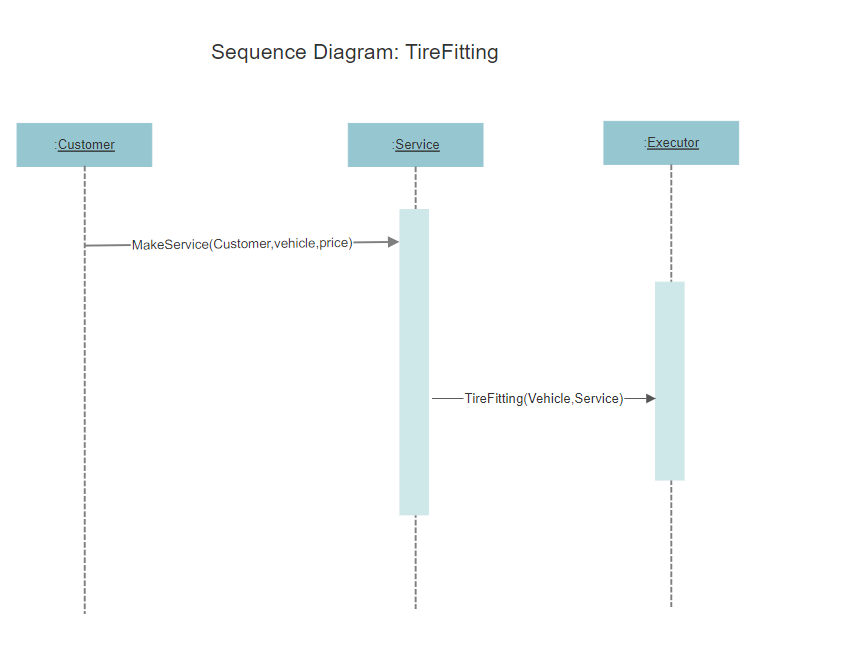 Sequence Diagram: TireFitting
:Customer
:Service
:Executor
MakeService(Customer,vehicle,price)
TireFitting(Vehicle,Service)